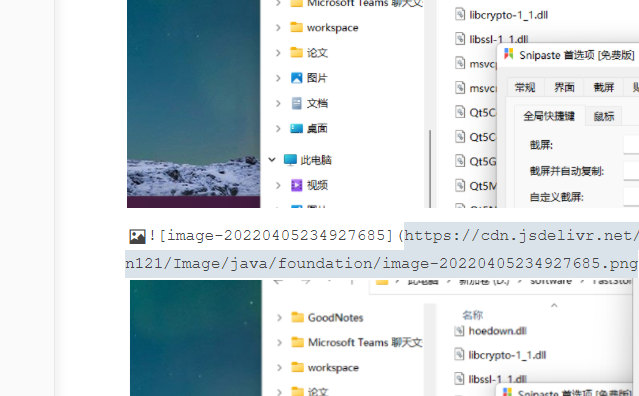 Microsoft Teams 聊天文
workspace
论文
图片
文档
桌面
此电脑
视频
libcrypto-1_1.dll
libssl-1_1.dll
msvcp
msvcp
Qt5C
Qt5C
Qt5G
Qt5M
Qt5N
Snipaste 首选项 [免费版]
常规 界面 截屏
全局快捷键 鼠标
截屏:
截屏并自动复制:
自定义截屏:
![image-20220405234927685](https://cdn.jsdelivr.net/
n121/Image/java/foundation/image-20220405234927685.png
此电脑 新加卷 (D:) software FastSto
GoodNotes
Microsoft Teams 聊天文
workspace
论文
名称
hoedown.dll
libcrypto-1_1.dll
libssl-1_1.dll
Snipaste 首选项 [免费版]